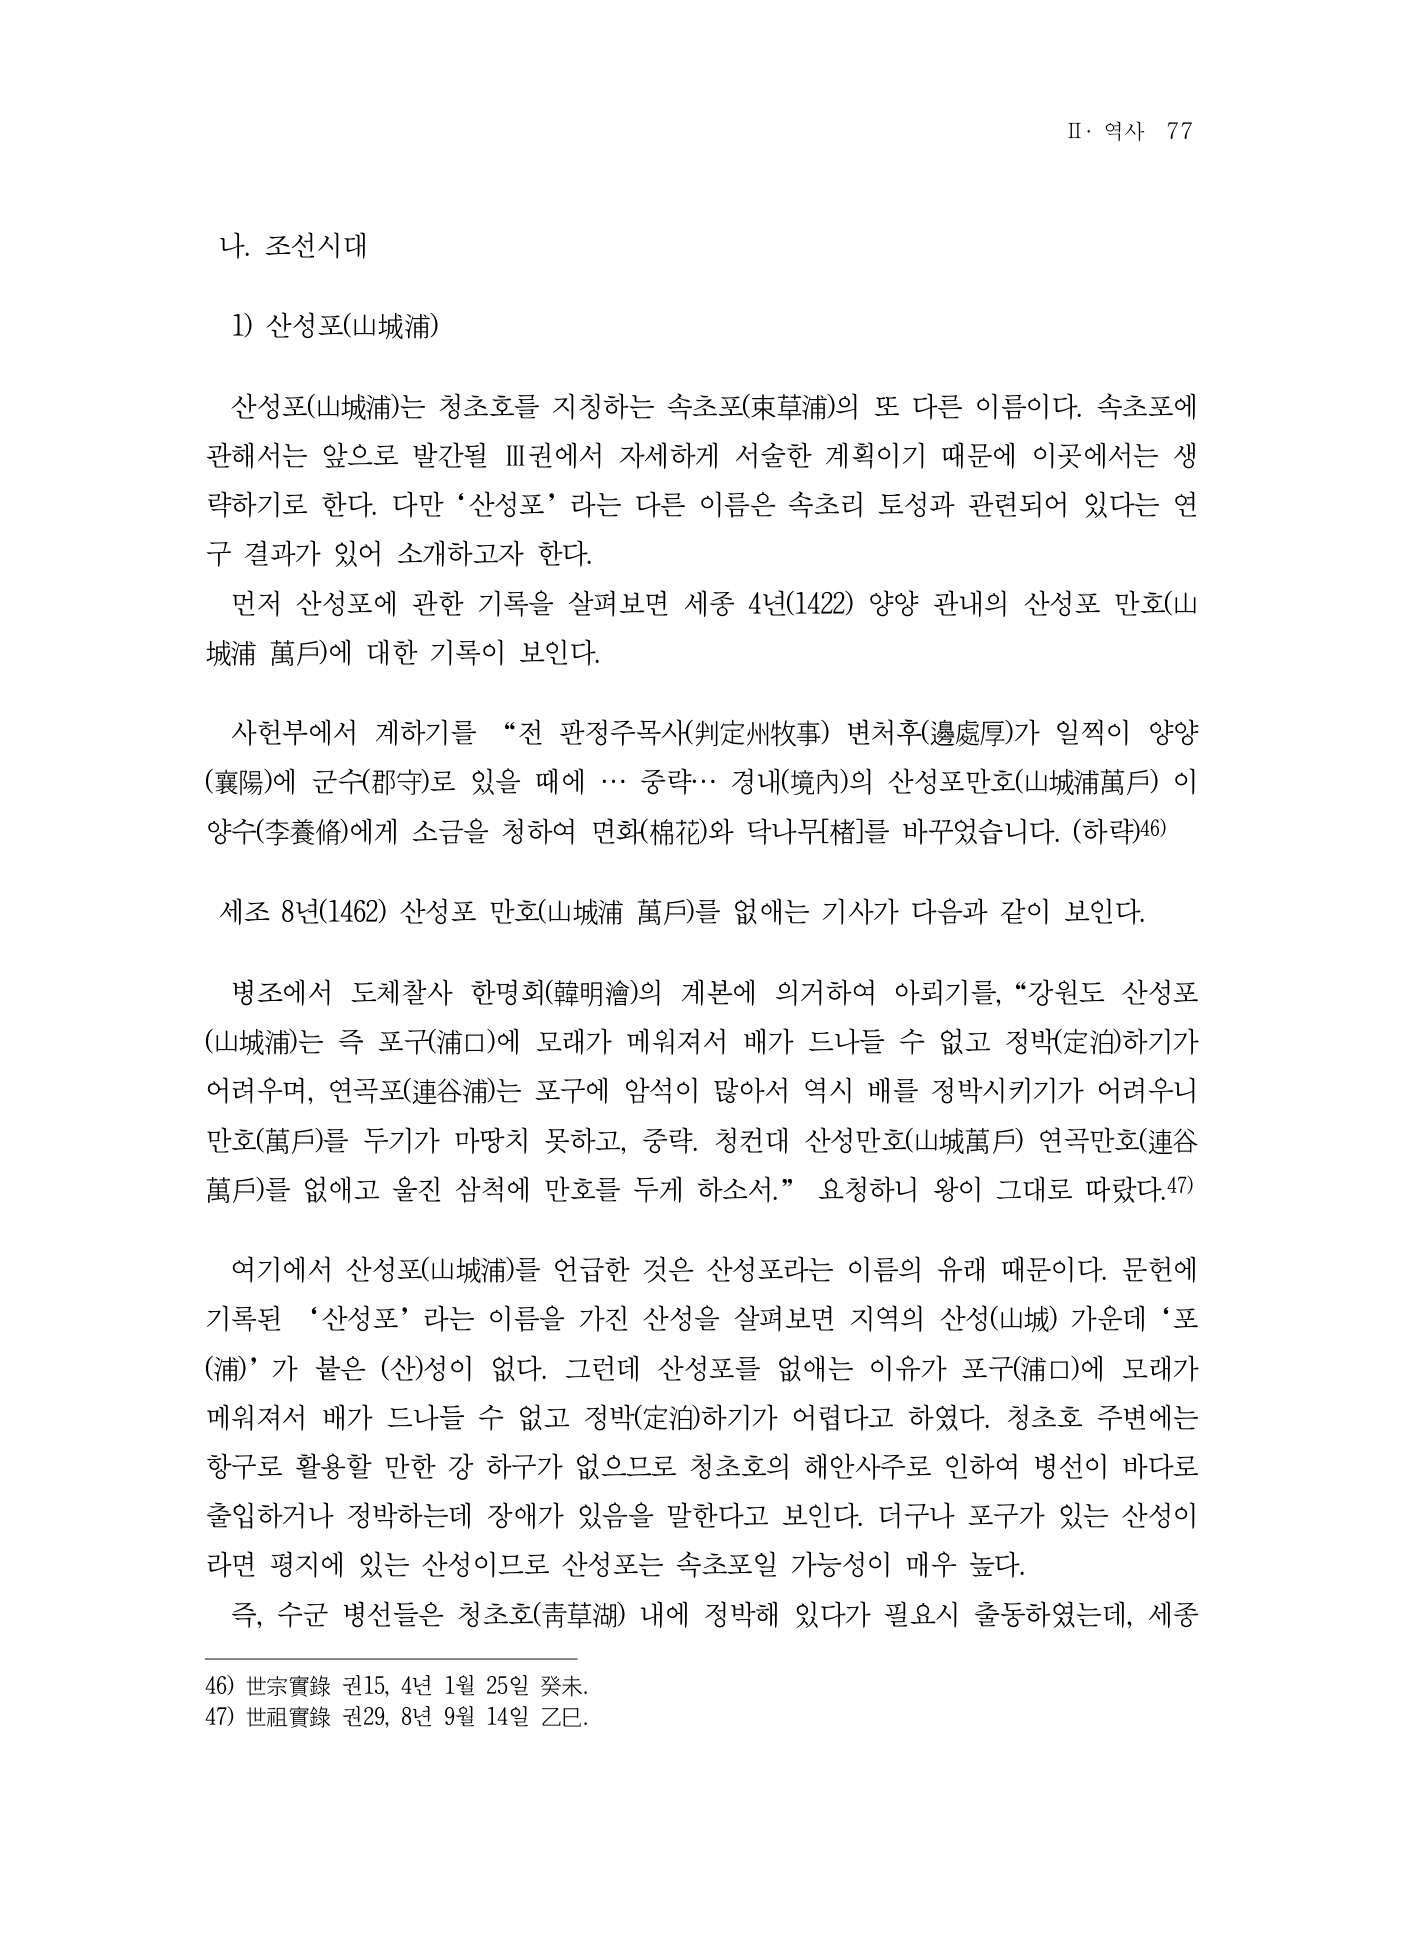 Ⅱ· 역사 77
나. 조선시대
1) 산성포(山城浦)
산성포(山城浦)는 청초호를 지칭하는 속초포(束草浦)의 또 다른 이름이다. 속초포에
관해서는 앞으로 발간될 Ⅲ권에서 자세하게 서술한 계획이기 때문에 이곳에서는 생
략하기로 한다. 다만 ‘산성포’라는 다른 이름은 속초리 토성과 관련되어 있다는 연
구 결과가 있어 소개하고자 한다.
먼저 산성포에 관한 기록을 살펴보면 세종 4년(1422) 양양 관내의 산성포 만호(山
城浦 萬戶)에 대한 기록이 보인다.
사헌부에서 계하기를 “전 판정주목사(判定州牧事) 변처후(邊處厚)가 일찍이 양양
(襄陽)에 군수(郡守)로 있을 때에 … 중략… 경내(境內)의 산성포만호(山城浦萬戶) 이
양수(李養脩)에게 소금을 청하여 면화(棉花)와 닥나무[楮]를 바꾸었습니다. (하략)46)
세조 8년(1462) 산성포 만호(山城浦 萬戶)를 없애는 기사가 다음과 같이 보인다.
병조에서 도체찰사 한명회(韓明澮)의 계본에 의거하여 아뢰기를, “강원도 산성포
(山城浦)는 즉 포구(浦口)에 모래가 메워져서 배가 드나들 수 없고 정박(定泊)하기가
어려우며, 연곡포(連谷浦)는 포구에 암석이 많아서 역시 배를 정박시키기가 어려우니
만호(萬戶)를 두기가 마땅치 못하고, 중략. 청컨대 산성만호(山城萬戶) 연곡만호(連谷
萬戶)를 없애고 울진 삼척에 만호를 두게 하소서.” 요청하니 왕이 그대로 따랐다.47)
여기에서 산성포(山城浦)를 언급한 것은 산성포라는 이름의 유래 때문이다. 문헌에
기록된 ‘산성포’라는 이름을 가진 산성을 살펴보면 지역의 산성(山城) 가운데 ‘포
(浦)’가 붙은 (산)성이 없다. 그런데 산성포를 없애는 이유가 포구(浦口)에 모래가
메워져서 배가 드나들 수 없고 정박(定泊)하기가 어렵다고 하였다. 청초호 주변에는
항구로 활용할 만한 강 하구가 없으므로 청초호의 해안사주로 인하여 병선이 바다로
출입하거나 정박하는데 장애가 있음을 말한다고 보인다. 더구나 포구가 있는 산성이
라면 평지에 있는 산성이므로 산성포는 속초포일 가능성이 매우 높다.
즉, 수군 병선들은 청초호(靑草湖) 내에 정박해 있다가 필요시 출동하였는데, 세종
46) 世宗實錄 권15, 4년 1월 25일 癸未.
47) 世祖實錄 권29, 8년 9월 14일 乙巳.